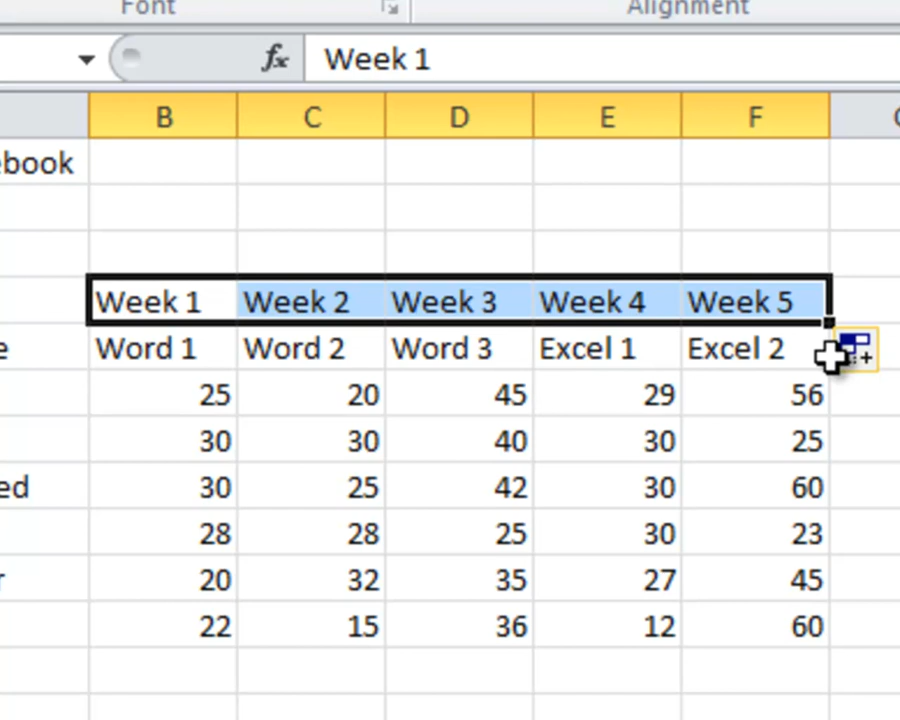 Font Alignment
fx Week 1
B C D E F
ebook
Week 1 Week 2 Week 3 Week 4 Week 5
e Word 1 Word 2 Word 3 Excel 1 Excel 2
25 20 45 29 56
30 30 40 30 25
ed 30 25 42 30 60
28 28 25 30 23
r 20 32 35 27 45
22 15 36 12 60